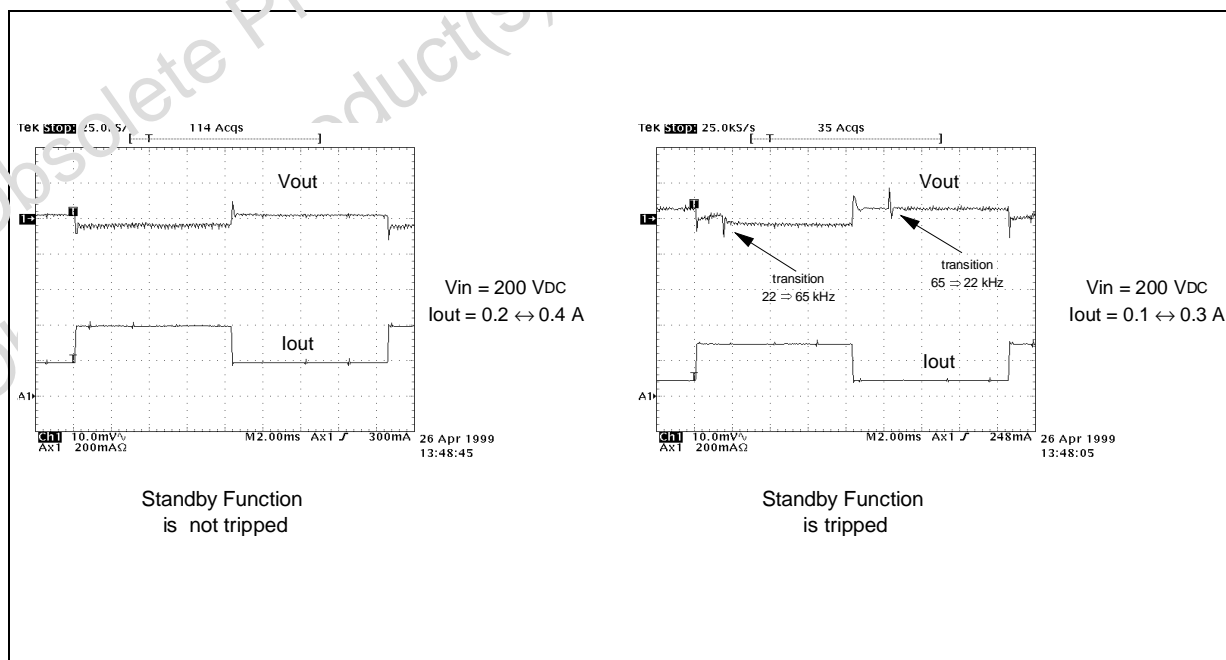 Obsolete P
oduct(s)
Tek Stop: 25.0kS/
114 Acqs
[ T ]
Vout
T
1→
Iout
T
A1
Ch1 10.0mV∿ M2.00ms Ax1 ʃ 300mA
Ax1 200mAΩ
26 Apr 1999
13:48:45
Standby Function
is not tripped
Tek Stop: 25.0kS/s
35 Acqs
[ T ]
Vout
T
1→
transition
22 ⇒ 65 kHz
transition
65 ⇒ 22 kHz
Iout
T
A1
Ch1 10.0mV∿ M2.00ms Ax1 ʃ 248mA
Ax1 200mAΩ
26 Apr 1999
13:48:05
Standby Function
is tripped
Vin = 200 VDC
Iout = 0.2 ↔ 0.4 A
Vin = 200 VDC
Iout = 0.1 ↔ 0.3 A